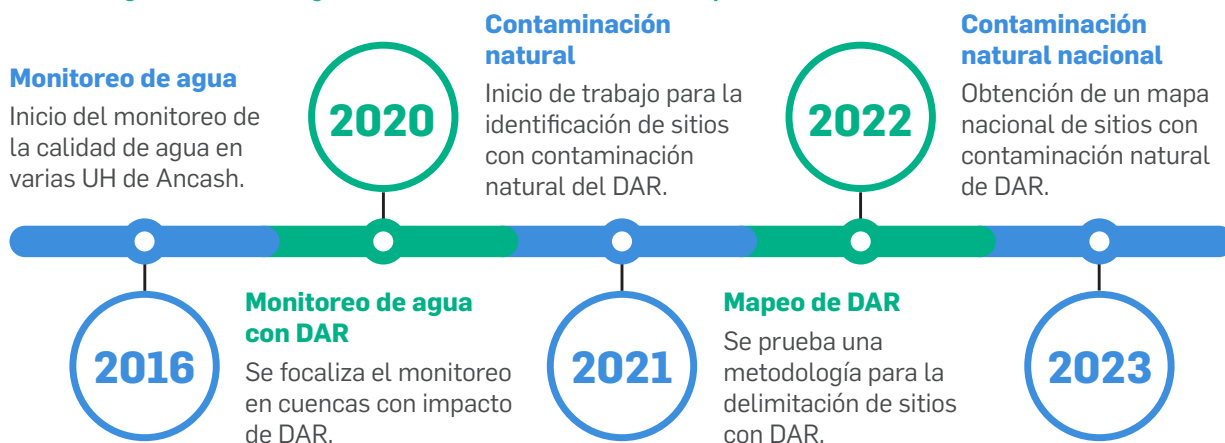 Monitoreo de agua
Inicio del monitoreo de
la calidad de agua en
varias UH de Ancash.
2016
2020
Monitoreo de agua
con DAR
Se focaliza el monitoreo
en cuencas con impacto
de DAR.
Contaminación
natural
Inicio de trabajo para la
identificación de sitios
con contaminación
natural del DAR.
2021
2022
Mapeo de DAR
Se prueba una
metodología para la
delimitación de sitios
con DAR.
Contaminación
natural nacional
Obtención de un mapa
nacional de sitios con
contaminación natural
de DAR.
2023